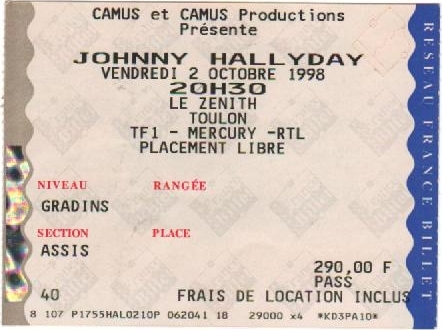 CAMUS et CAMUS Productions
Présente
JOHNNY HALLYDAY
VENDREDI 2 OCTOBRE 1998
20H30
LE ZENITH
TOULON
TF1 - MERCURY -RTL
PLACEMENT LIBRE
NIVEAU RANGÉE
GRADINS
SECTION PLACE
ASSIS
290,00 F
PASS
40 FRAIS DE LOCATION INCLUS
8 107 P1755HAL0210P 062041 18 29000 x4 *KD3PA10*
RESEAU FRANCE BILLET